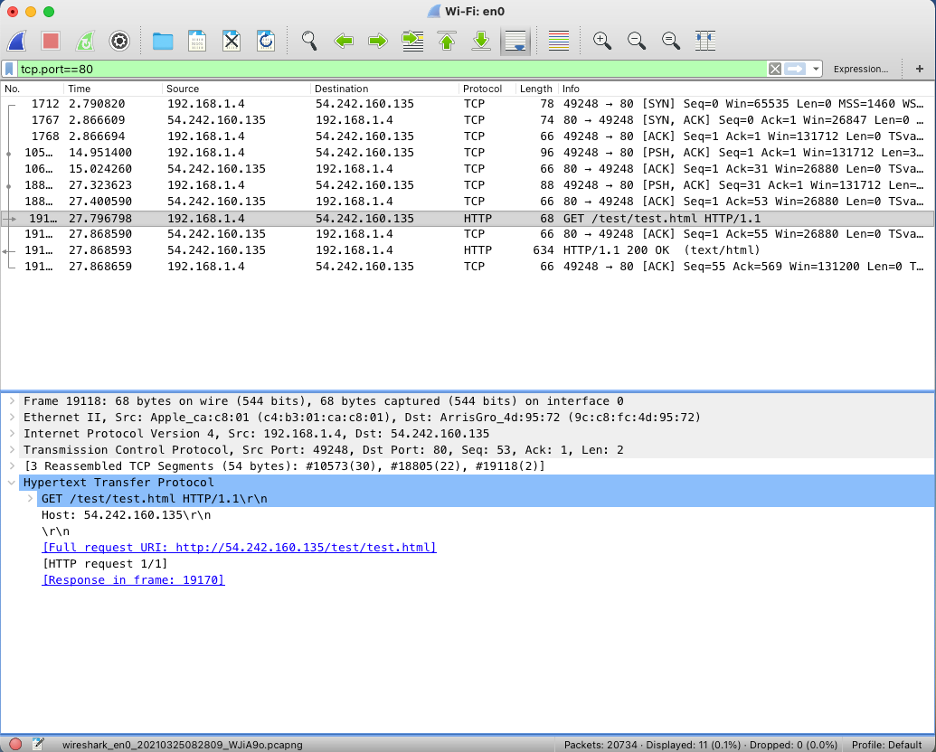 Wi-Fi: en0
tcp.port==80 Expression… +
No. Time Source Destination Protocol Length Info
1712 2.790820 192.168.1.4 54.242.160.135 TCP 78 49248 → 80 [SYN] Seq=0 Win=65535 Len=0 MSS=1460 WS…
1767 2.866609 54.242.160.135 192.168.1.4 TCP 74 80 → 49248 [SYN, ACK] Seq=0 Ack=1 Win=26847 Len=0 …
1768 2.866694 192.168.1.4 54.242.160.135 TCP 66 49248 → 80 [ACK] Seq=1 Ack=1 Win=131712 Len=0 TSva…
105… 14.951400 192.168.1.4 54.242.160.135 TCP 96 49248 → 80 [PSH, ACK] Seq=1 Ack=1 Win=131712 Len=3…
106… 15.024260 54.242.160.135 192.168.1.4 TCP 66 80 → 49248 [ACK] Seq=1 Ack=31 Win=26880 Len=0 TSva…
188… 27.323623 192.168.1.4 54.242.160.135 TCP 88 49248 → 80 [PSH, ACK] Seq=31 Ack=1 Win=131712 Len=…
188… 27.400590 54.242.160.135 192.168.1.4 TCP 66 80 → 49248 [ACK] Seq=1 Ack=53 Win=26880 Len=0 TSva…
191… 27.796798 192.168.1.4 54.242.160.135 HTTP 68 GET /test/test.html HTTP/1.1
191… 27.868590 54.242.160.135 192.168.1.4 TCP 66 80 → 49248 [ACK] Seq=1 Ack=55 Win=26880 Len=0 TSva…
191… 27.868593 54.242.160.135 192.168.1.4 HTTP 634 HTTP/1.1 200 OK (text/html)
191… 27.868659 192.168.1.4 54.242.160.135 TCP 66 49248 → 80 [ACK] Seq=55 Ack=569 Win=131200 Len=0 T…
Frame 19118: 68 bytes on wire (544 bits), 68 bytes captured (544 bits) on interface 0
Ethernet II, Src: Apple_ca:c8:01 (c4:b3:01:ca:c8:01), Dst: ArrisGro_4d:95:72 (9c:c8:fc:4d:95:72)
Internet Protocol Version 4, Src: 192.168.1.4, Dst: 54.242.160.135
Transmission Control Protocol, Src Port: 49248, Dst Port: 80, Seq: 53, Ack: 1, Len: 2
[3 Reassembled TCP Segments (54 bytes): #10573(30), #18805(22), #19118(2)]
Hypertext Transfer Protocol
GET /test/test.html HTTP/1.1\r\n
Host: 54.242.160.135\r\n
\r\n
[Full request URI: http://54.242.160.135/test/test.html]
[HTTP request 1/1]
[Response in frame: 19170]
wireshark_en0_20210325082809_WJiA9o.pcapng Packets: 20734 · Displayed: 11 (0.1%) · Dropped: 0 (0.0%) Profile: Default